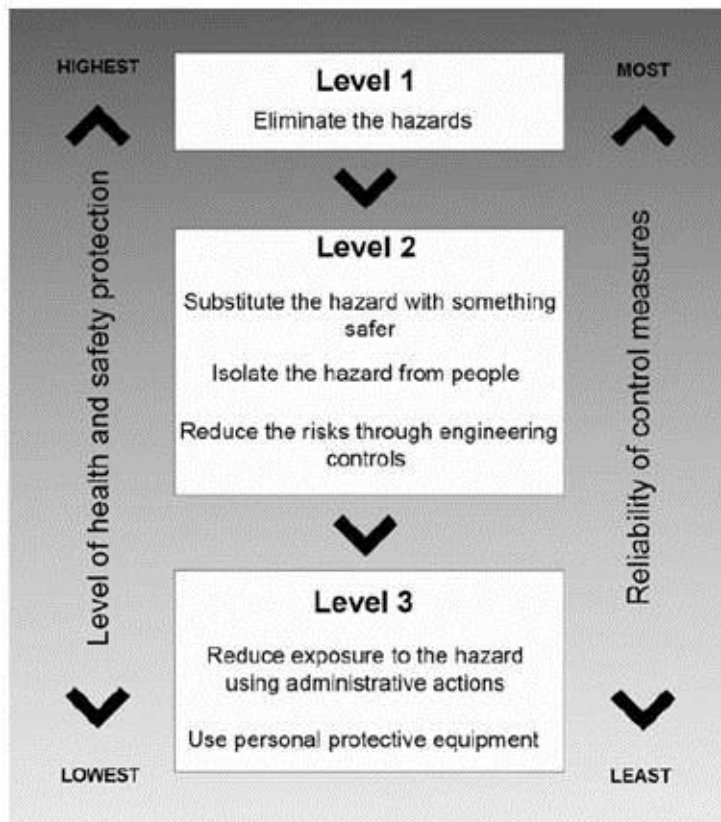 HIGHEST
Level 1
MOST
Eliminate the hazards
Level of health and safety protection
Level 2
Substitute the hazard with something
safer
Isolate the hazard from people
Reduce the risks through engineering
controls
Reliability of control measures
Level 3
Reduce exposure to the hazard
using administrative actions
Use personal protective equipment
LOWEST
LEAST